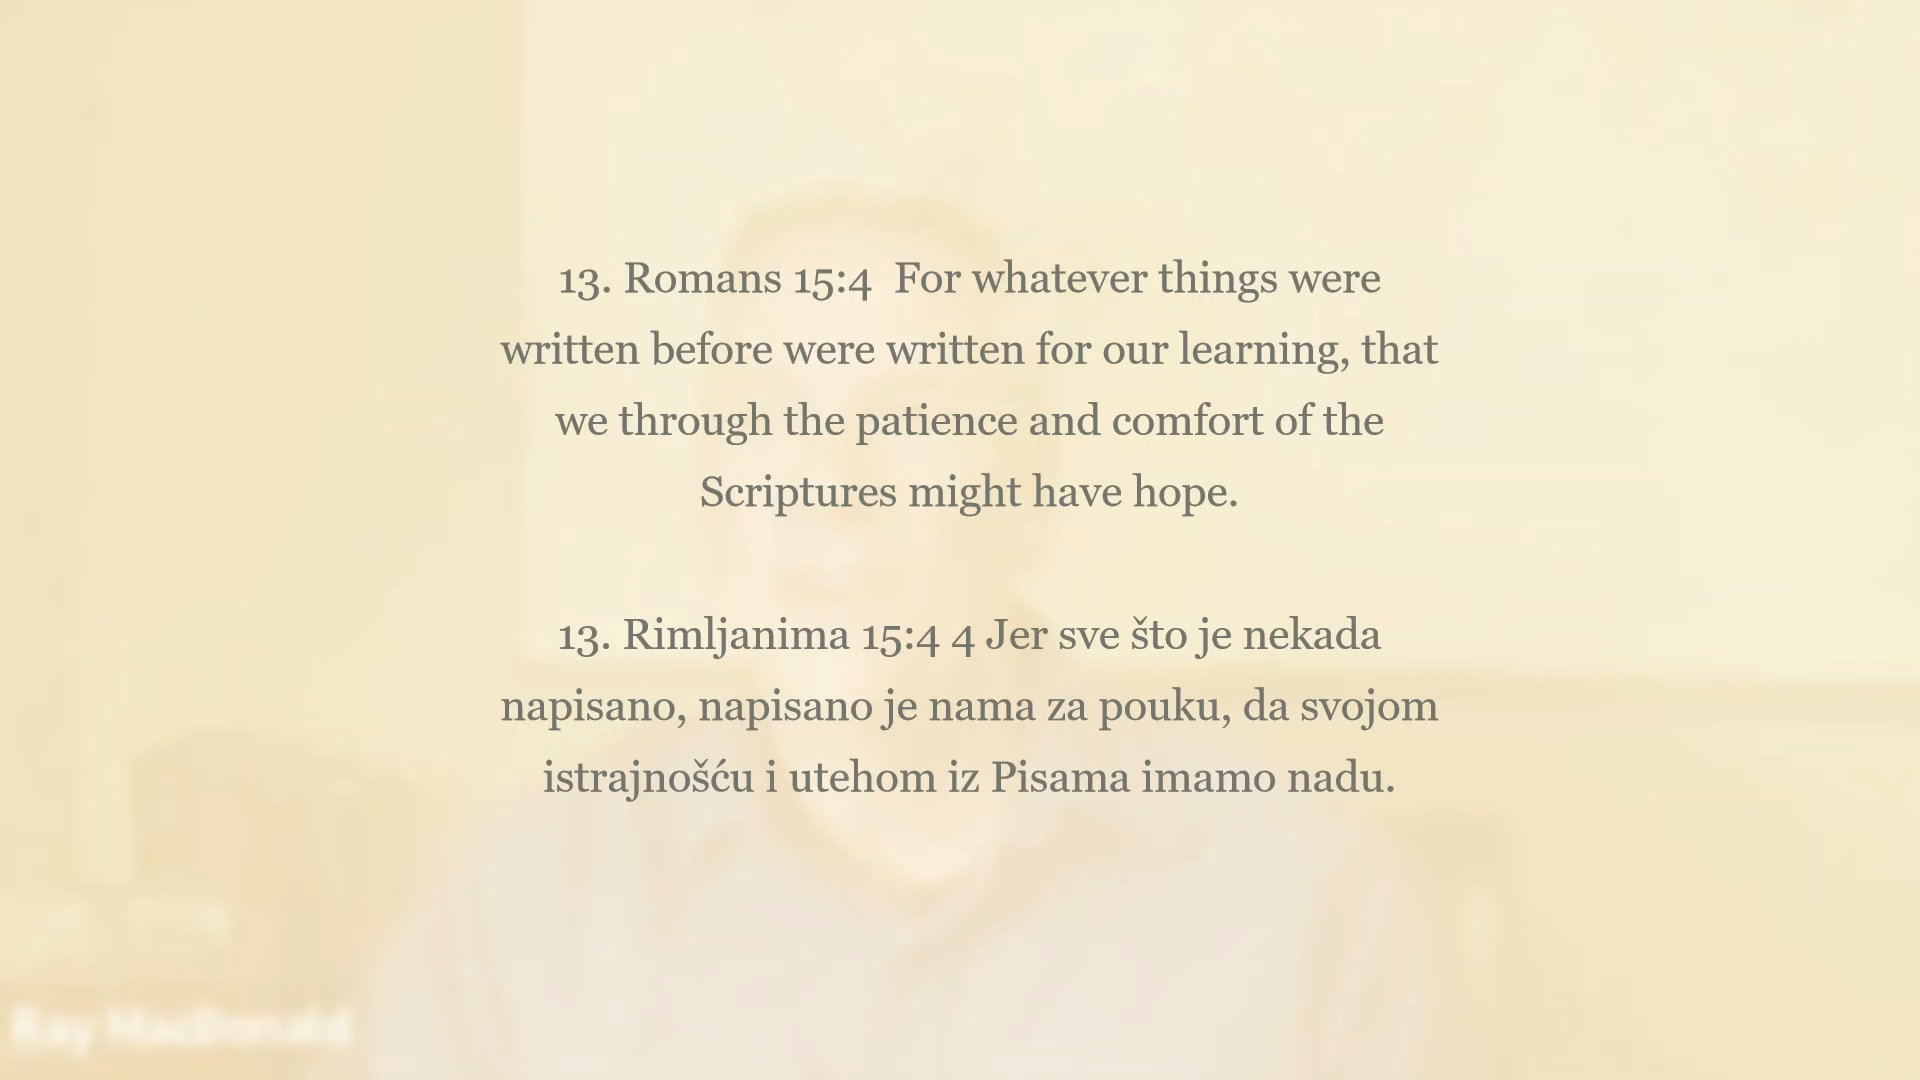 13. Romans 15:4  For whatever things were
written before were written for our learning, that
we through the patience and comfort of the
Scriptures might have hope.
13. Rimljanima 15:4 4 Jer sve što je nekada
napisano, napisano je nama za pouku, da svojom
istrajnošću i utehom iz Pisama imamo nadu.
Ray MacDonald